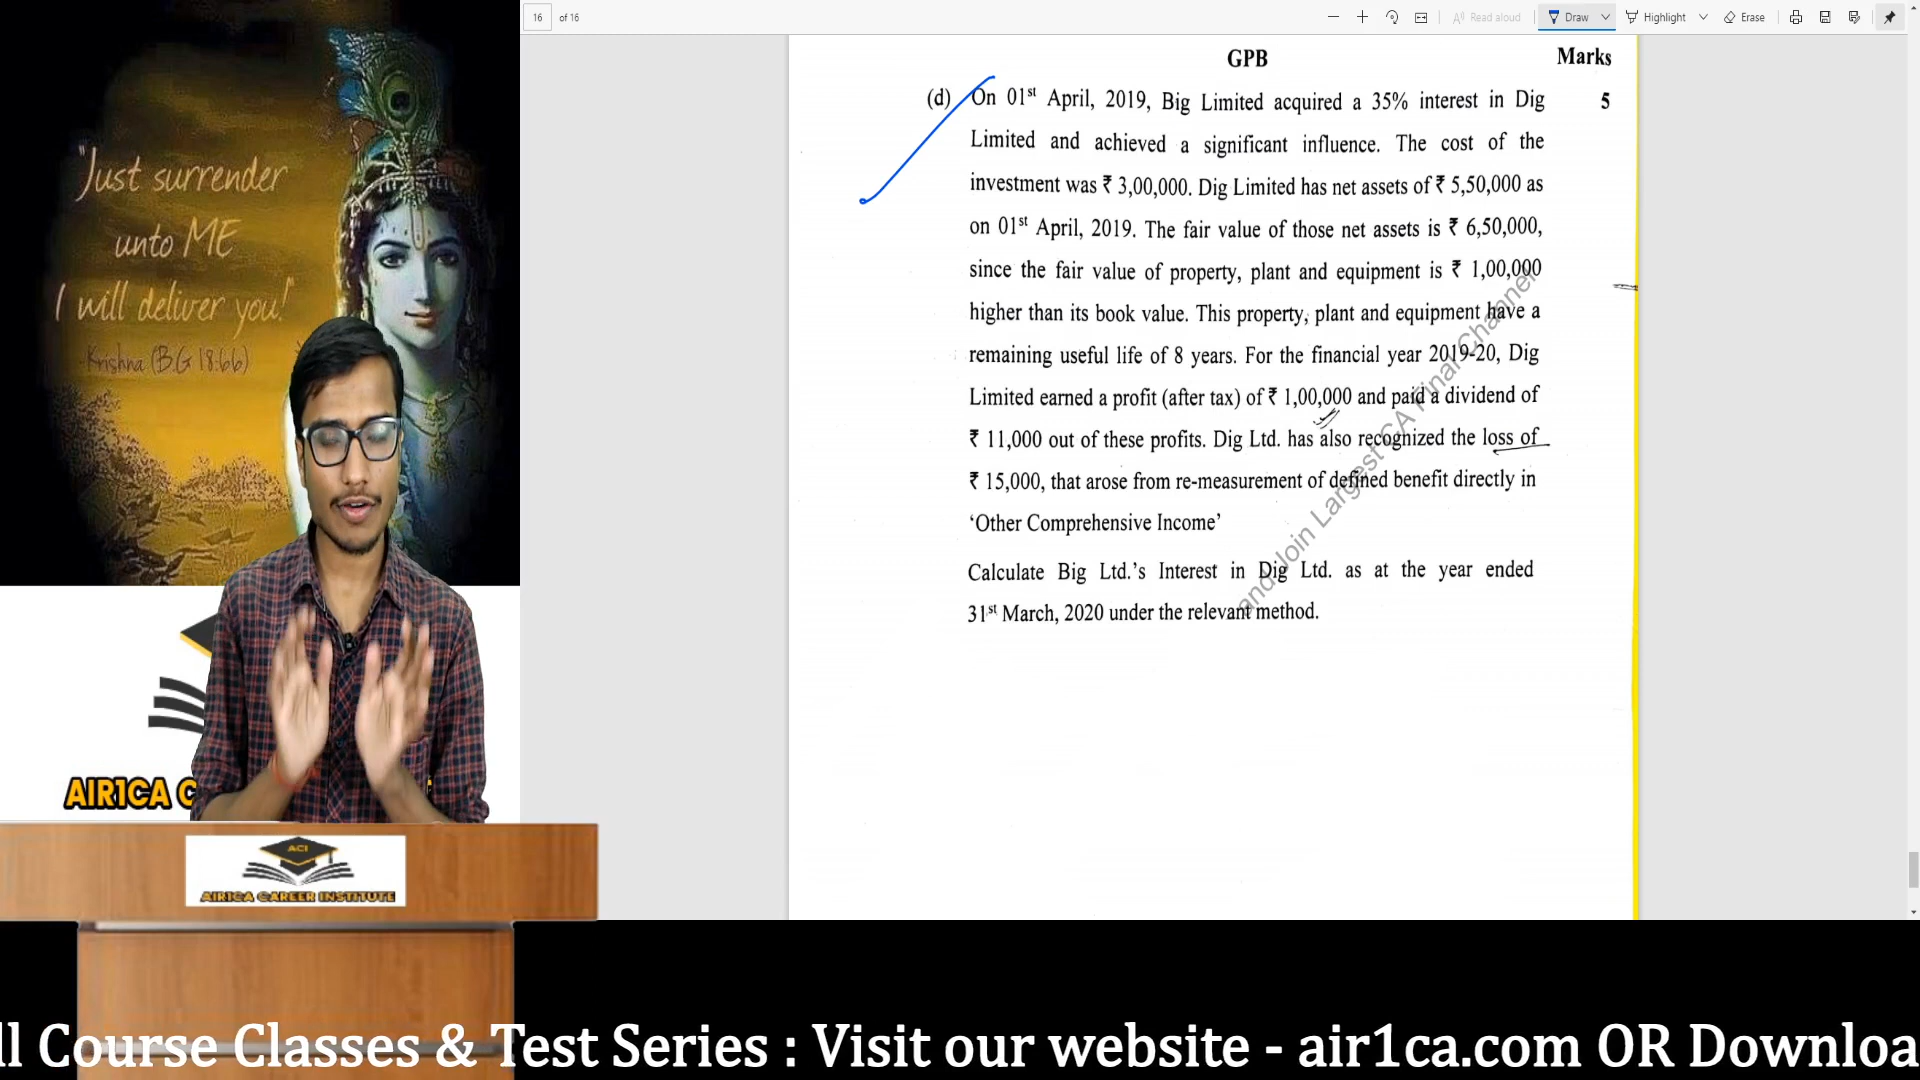 16 of 16
Read aloud
Draw
Highlight
Erase
"Just surrender
unto ME
I will deliver you!"
- Krishna (B.G 18:66)
GPB Marks
(d) On 01st April, 2019, Big Limited acquired a 35% interest in Dig 5
Limited and achieved a significant influence. The cost of the
investment was ₹ 3,00,000. Dig Limited has net assets of ₹ 5,50,000 as
on 01st April, 2019. The fair value of those net assets is ₹ 6,50,000,
since the fair value of property, plant and equipment is ₹ 1,00,000
higher than its book value. This property, plant and equipment have a
remaining useful life of 8 years. For the financial year 2019-20, Dig
Limited earned a profit (after tax) of ₹ 1,00,000 and paid a dividend of
₹ 11,000 out of these profits. Dig Ltd. has also recognized the loss of
₹ 15,000, that arose from re-measurement of defined benefit directly in
'Other Comprehensive Income'
Calculate Big Ltd.'s Interest in Dig Ltd. as at the year ended
31st March, 2020 under the relevant method.
and Join Largest CA Final Channel
AIR1CA C
ACI
AIR1CA CAREER INSTITUTE
ll Course Classes & Test Series : Visit our website - air1ca.com OR Downloa